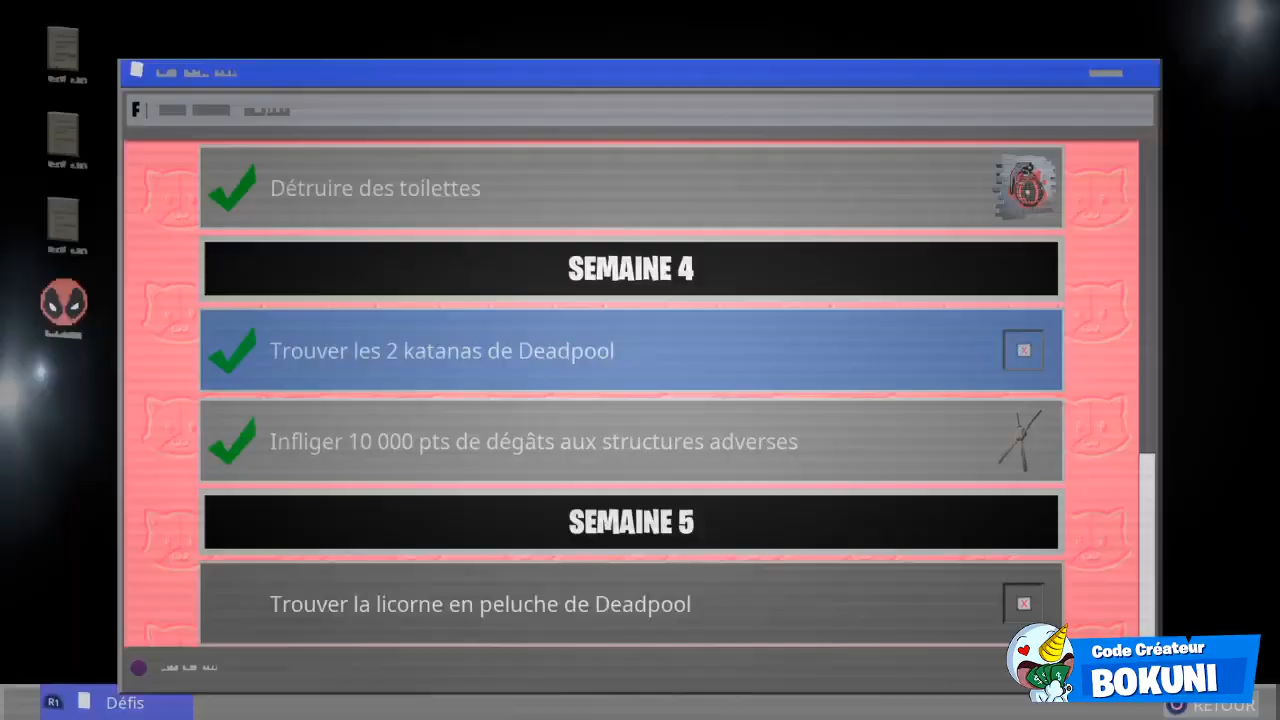 F
Détruire des toilettes
SEMAINE 4
Trouver les 2 katanas de Deadpool
Infliger 10 000 pts de dégâts aux structures adverses
SEMAINE 5
Trouver la licorne en peluche de Deadpool
Code Créateur
BOKUNI
R1 Défis
RETOUR